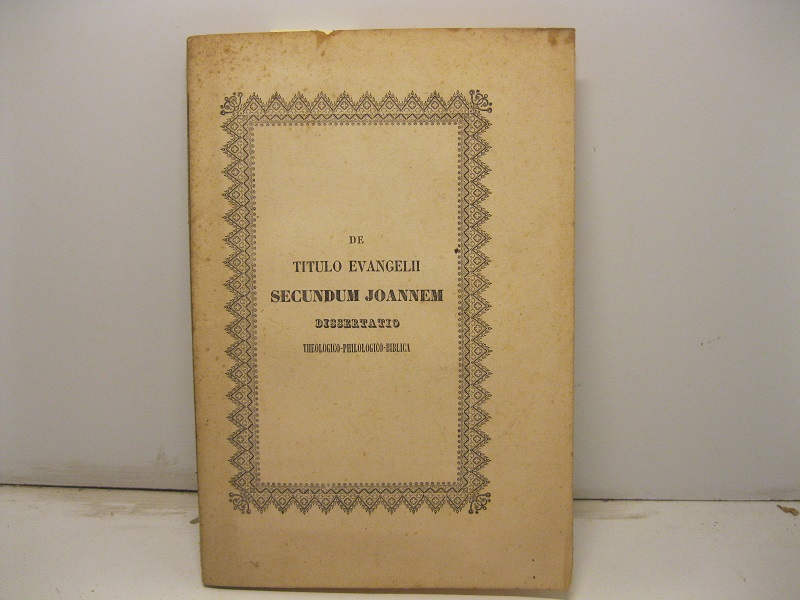 DE
TITULO EVANGELII
SECUNDUM JOANNEM
DISSERTATIO
THEOLOGICO-PHILOLOGICO-BIBLICA